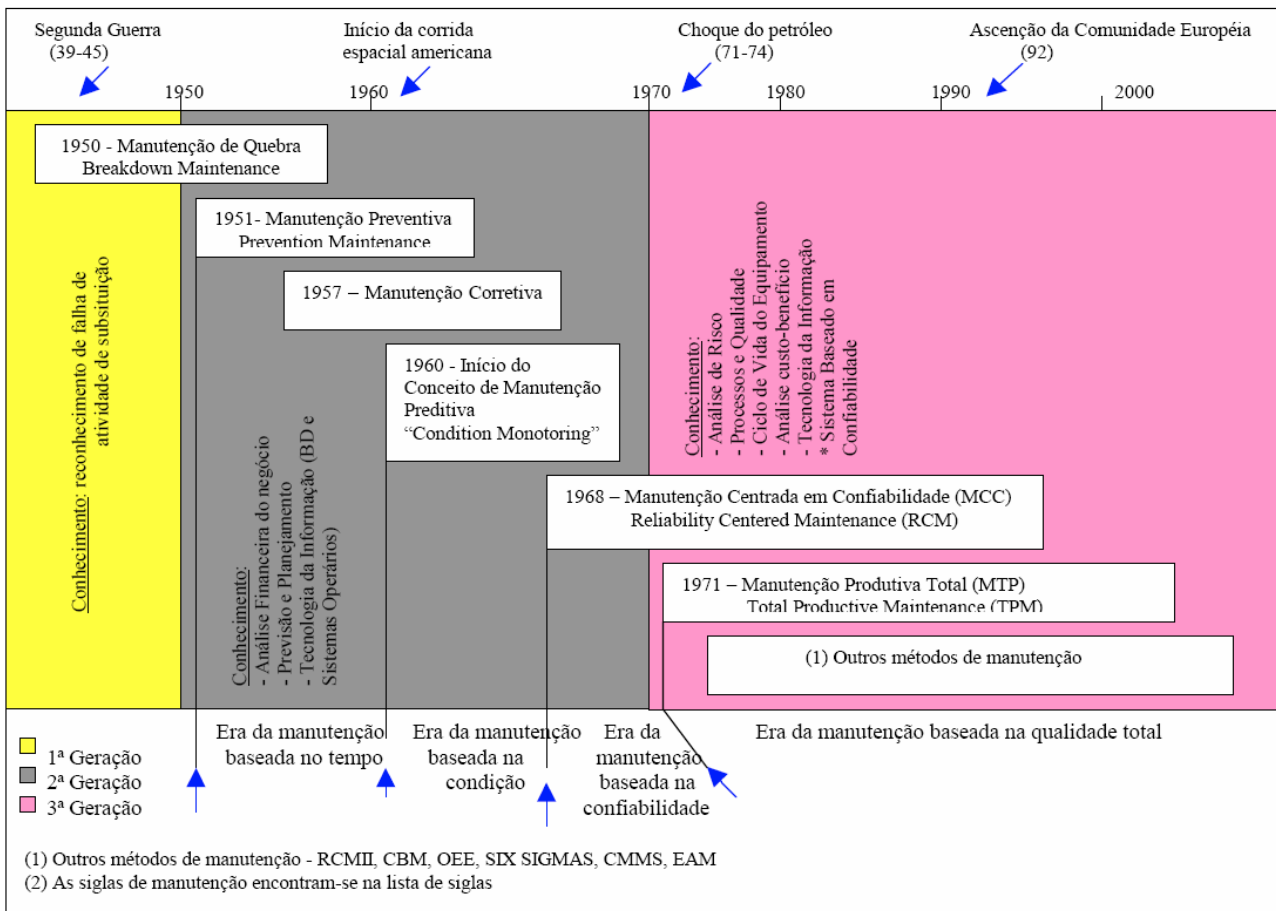 Segunda Guerra
(39-45)
Início da corrida
espacial americana
Choque do petróleo
(71-74)
Ascenção da Comunidade Européia
(92)
1950
1960
1970
1980
1990
2000
1950 - Manutenção de Quebra
Breakdown Maintenance
1951- Manutenção Preventiva
Prevention Maintenance
1957 – Manutenção Corretiva
1960 - Início do
Conceito de Manutenção
Preditiva
“Condition Monotoring”
1968 – Manutenção Centrada em Confiabilidade (MCC)
Reliability Centered Maintenance (RCM)
1971 – Manutenção Produtiva Total (MTP)
Total Productive Maintenance (TPM)
(1) Outros métodos de manutenção
Conhecimento: reconhecimento de falha de
atividade de subsituição
Conhecimento:
- Análise Financeira do negócio
- Previsão e Planejamento
- Tecnologia da Informação (BD e
Sistemas Operários)
Conhecimento:
- Análise de Risco
- Processos e Qualidade
- Ciclo de Vida do Equipamento
- Análise custo-benefício
- Tecnologia da Informação
* Sistema Baseado em
Confiabilidade
1ª Geração
2ª Geração
3ª Geração
Era da manutenção
baseada no tempo
Era da manutenção
baseada na
condição
Era da
manutenção
baseada na
confiabilidade
Era da manutenção baseada na qualidade total
(1) Outros métodos de manutenção - RCMII, CBM, OEE, SIX SIGMAS, CMMS, EAM
(2) As siglas de manutenção encontram-se na lista de siglas